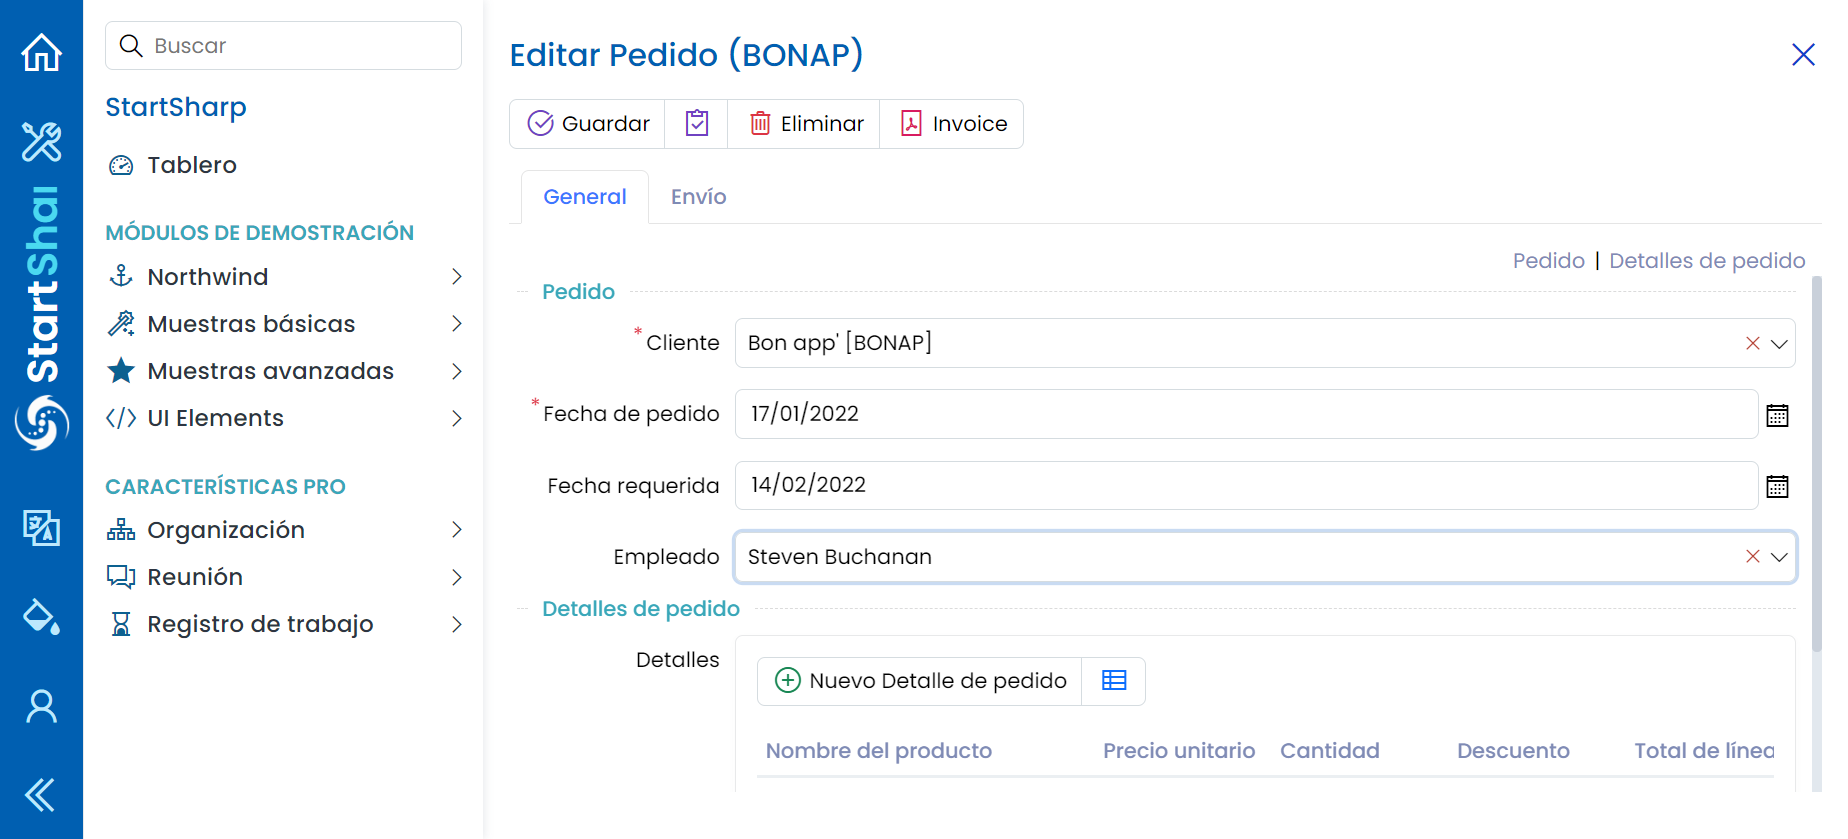 StartShar
Buscar
StartSharp
Tablero
MÓDULOS DE DEMOSTRACIÓN
Northwind
Muestras básicas
Muestras avanzadas
UI Elements
CARACTERÍSTICAS PRO
Organización
Reunión
Registro de trabajo
Editar Pedido (BONAP)
Guardar
Eliminar
Invoice
General
Envío
Pedido | Detalles de pedido
Pedido
* Cliente
Bon app' [BONAP]
* Fecha de pedido
17/01/2022
Fecha requerida
14/02/2022
Empleado
Steven Buchanan
Detalles de pedido
Detalles
Nuevo Detalle de pedido
Nombre del producto
Precio unitario
Cantidad
Descuento
Total de línea